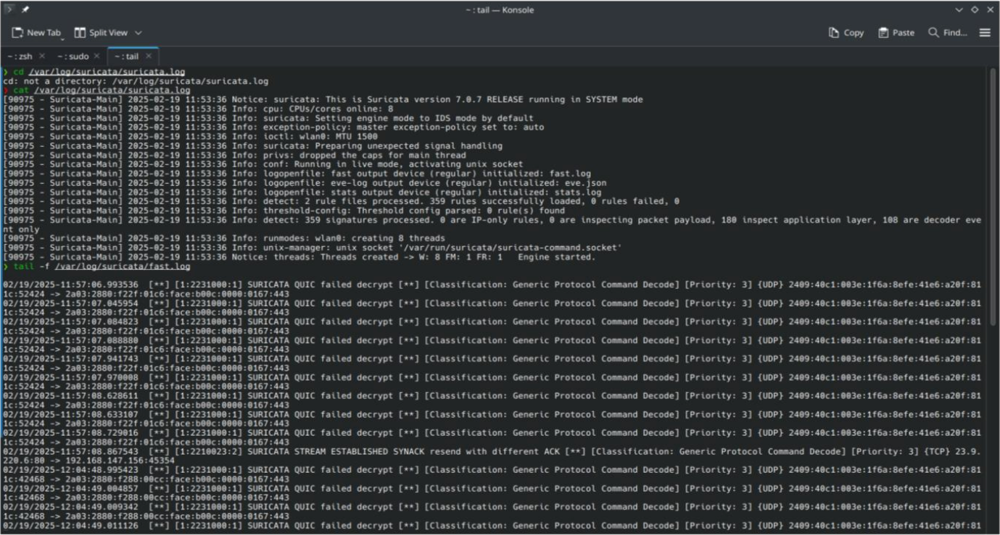 ~ : tail — Konsole
New Tab Split View Copy Paste Find...
~ : zsh ~ : sudo ~ : tail
❯ cd /var/log/suricata/suricata.log
cd: not a directory: /var/log/suricata/suricata.log
❯ cat /var/log/suricata/suricata.log
[90975 - Suricata-Main] 2025-02-19 11:53:36 Notice: suricata: This is Suricata version 7.0.7 RELEASE running in SYSTEM mode
[90975 - Suricata-Main] 2025-02-19 11:53:36 Info: cpu: CPUs/cores online: 8
[90975 - Suricata-Main] 2025-02-19 11:53:36 Info: suricata: Setting engine mode to IDS mode by default
[90975 - Suricata-Main] 2025-02-19 11:53:36 Info: exception-policy: master exception-policy set to: auto
[90975 - Suricata-Main] 2025-02-19 11:53:36 Info: ioctl: wlan0: MTU 1500
[90975 - Suricata-Main] 2025-02-19 11:53:36 Info: suricata: Preparing unexpected signal handling
[90975 - Suricata-Main] 2025-02-19 11:53:36 Info: privs: dropped the caps for main thread
[90975 - Suricata-Main] 2025-02-19 11:53:36 Info: conf: Running in live mode, activating unix socket
[90975 - Suricata-Main] 2025-02-19 11:53:36 Info: logopenfile: fast output device (regular) initialized: fast.log
[90975 - Suricata-Main] 2025-02-19 11:53:36 Info: logopenfile: eve-log output device (regular) initialized: eve.json
[90975 - Suricata-Main] 2025-02-19 11:53:36 Info: logopenfile: stats output device (regular) initialized: stats.log
[90975 - Suricata-Main] 2025-02-19 11:53:36 Info: detect: 2 rule files processed. 359 rules successfully loaded, 0 rules failed, 0
[90975 - Suricata-Main] 2025-02-19 11:53:36 Info: threshold-config: Threshold config parsed: 0 rule(s) found
[90975 - Suricata-Main] 2025-02-19 11:53:36 Info: detect: 359 signatures processed. 0 are IP-only rules, 0 are inspecting packet payload, 180 inspect application layer, 108 are decoder eve
nt only
[90975 - Suricata-Main] 2025-02-19 11:53:36 Info: runmodes: wlan0: creating 8 threads
[90975 - Suricata-Main] 2025-02-19 11:53:36 Info: unix-manager: unix socket '/var/run/suricata/suricata-command.socket'
[90975 - Suricata-Main] 2025-02-19 11:53:36 Notice: threads: Threads created -> W: 8 FM: 1 FR: 1   Engine started.
❯ tail -f /var/log/suricata/fast.log
02/19/2025-11:57:06.993536  [**] [1:2231000:1] SURICATA QUIC failed decrypt [**] [Classification: Generic Protocol Command Decode] [Priority: 3] {UDP} 2409:40c1:003e:1f6a:8efe:41e6:a20f:81
1c:52424 -> 2a03:2880:f22f:01c6:face:b00c:0000:0167:443
02/19/2025-11:57:07.045954  [**] [1:2231000:1] SURICATA QUIC failed decrypt [**] [Classification: Generic Protocol Command Decode] [Priority: 3] {UDP} 2409:40c1:003e:1f6a:8efe:41e6:a20f:81
1c:52424 -> 2a03:2880:f22f:01c6:face:b00c:0000:0167:443
02/19/2025-11:57:07.084823  [**] [1:2231000:1] SURICATA QUIC failed decrypt [**] [Classification: Generic Protocol Command Decode] [Priority: 3] {UDP} 2409:40c1:003e:1f6a:8efe:41e6:a20f:81
1c:52424 -> 2a03:2880:f22f:01c6:face:b00c:0000:0167:443
02/19/2025-11:57:07.088880  [**] [1:2231000:1] SURICATA QUIC failed decrypt [**] [Classification: Generic Protocol Command Decode] [Priority: 3] {UDP} 2409:40c1:003e:1f6a:8efe:41e6:a20f:81
1c:52424 -> 2a03:2880:f22f:01c6:face:b00c:0000:0167:443
02/19/2025-11:57:07.941743  [**] [1:2231000:1] SURICATA QUIC failed decrypt [**] [Classification: Generic Protocol Command Decode] [Priority: 3] {UDP} 2409:40c1:003e:1f6a:8efe:41e6:a20f:81
1c:52424 -> 2a03:2880:f22f:01c6:face:b00c:0000:0167:443
02/19/2025-11:57:07.970008  [**] [1:2231000:1] SURICATA QUIC failed decrypt [**] [Classification: Generic Protocol Command Decode] [Priority: 3] {UDP} 2409:40c1:003e:1f6a:8efe:41e6:a20f:81
1c:52424 -> 2a03:2880:f22f:01c6:face:b00c:0000:0167:443
02/19/2025-11:57:08.628611  [**] [1:2231000:1] SURICATA QUIC failed decrypt [**] [Classification: Generic Protocol Command Decode] [Priority: 3] {UDP} 2409:40c1:003e:1f6a:8efe:41e6:a20f:81
1c:52424 -> 2a03:2880:f22f:01c6:face:b00c:0000:0167:443
02/19/2025-11:57:08.633107  [**] [1:2231000:1] SURICATA QUIC failed decrypt [**] [Classification: Generic Protocol Command Decode] [Priority: 3] {UDP} 2409:40c1:003e:1f6a:8efe:41e6:a20f:81
1c:52424 -> 2a03:2880:f22f:01c6:face:b00c:0000:0167:443
02/19/2025-11:57:08.729016  [**] [1:2231000:1] SURICATA QUIC failed decrypt [**] [Classification: Generic Protocol Command Decode] [Priority: 3] {UDP} 2409:40c1:003e:1f6a:8efe:41e6:a20f:81
1c:52424 -> 2a03:2880:f22f:01c6:face:b00c:0000:0167:443
02/19/2025-11:57:08.867543  [**] [1:2210023:2] SURICATA STREAM ESTABLISHED SYNACK resend with different ACK [**] [Classification: Generic Protocol Command Decode] [Priority: 3] {TCP} 23.9.
220.6:80 -> 192.168.147.156:45354
02/19/2025-12:04:48.995423  [**] [1:2231000:1] SURICATA QUIC failed decrypt [**] [Classification: Generic Protocol Command Decode] [Priority: 3] {UDP} 2409:40c1:003e:1f6a:8efe:41e6:a20f:81
1c:42468 -> 2a03:2880:f288:00cc:face:b00c:0000:0167:443
02/19/2025-12:04:49.004857  [**] [1:2231000:1] SURICATA QUIC failed decrypt [**] [Classification: Generic Protocol Command Decode] [Priority: 3] {UDP} 2409:40c1:003e:1f6a:8efe:41e6:a20f:81
1c:42468 -> 2a03:2880:f288:00cc:face:b00c:0000:0167:443
02/19/2025-12:04:49.009342  [**] [1:2231000:1] SURICATA QUIC failed decrypt [**] [Classification: Generic Protocol Command Decode] [Priority: 3] {UDP} 2409:40c1:003e:1f6a:8efe:41e6:a20f:81
1c:42468 -> 2a03:2880:f288:00cc:face:b00c:0000:0167:443
02/19/2025-12:04:49.011126  [**] [1:2231000:1] SURICATA QUIC failed decrypt [**] [Classification: Generic Protocol Command Decode] [Priority: 3] {UDP} 2409:40c1:003e:1f6a:8efe:41e6:a20f:81